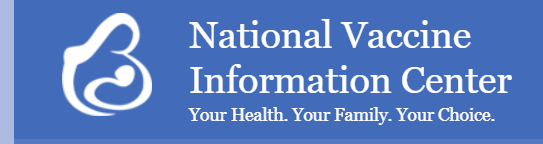 National Vaccine
Information Center
Your Health. Your Family. Your Choice.